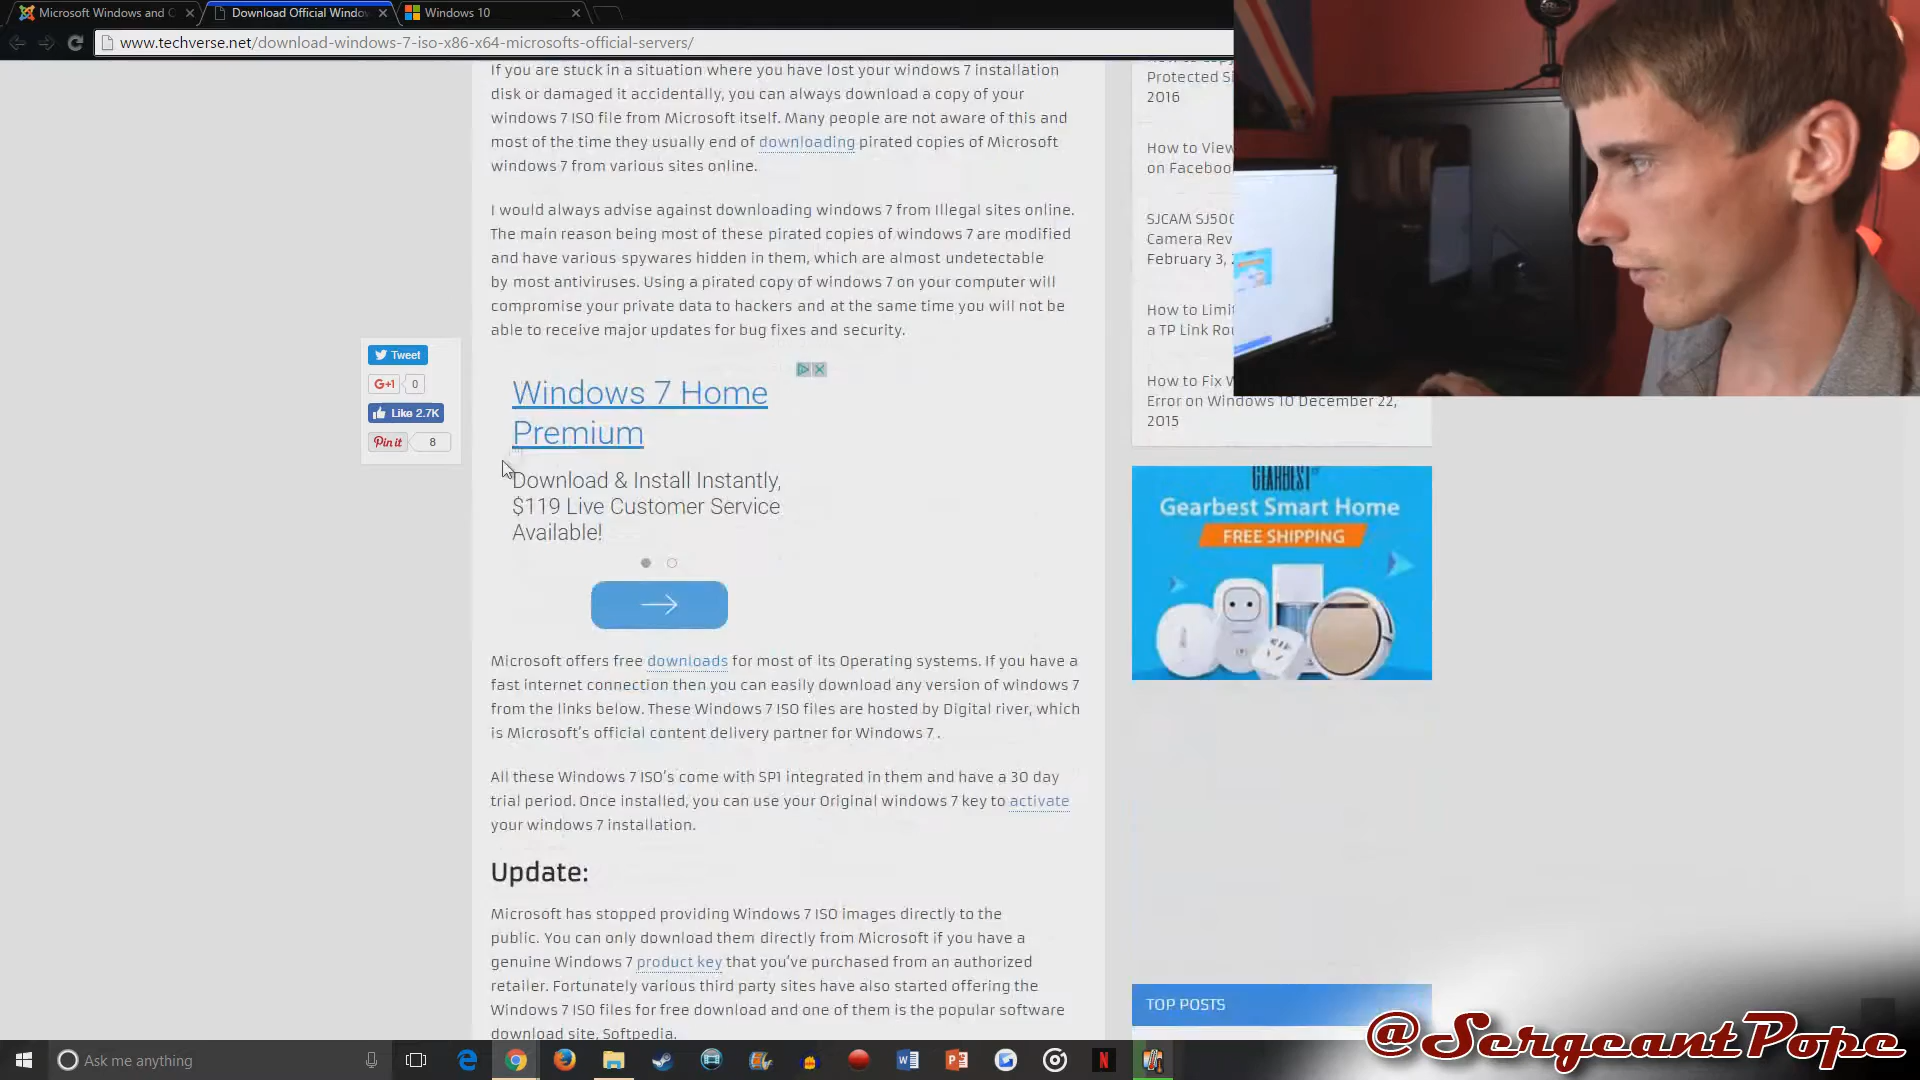 Microsoft Windows and O
Download Official Windo
Windows 10
www.techverse.net/download-windows-7-iso-x86-x64-microsofts-official-servers/
If you are stuck in a situation where you have lost your windows 7 installation
disk or damaged it accidentally, you can always download a copy of your
windows 7 ISO file from Microsoft itself. Many people are not aware of this and
most of the time they usually end of downloading pirated copies of Microsoft
windows 7 from various sites online.
I would always advise against downloading windows 7 from Illegal sites online.
The main reason being most of these pirated copies of windows 7 are modified
and have various spywares hidden in them, which are almost undetectable
by most antiviruses. Using a pirated copy of windows 7 on your computer will
compromise your private data to hackers and at the same time you will not be
able to receive major updates for bug fixes and security.
Tweet
G+1 0
Like 2.7K
Pin it 8
Windows 7 Home
Premium
Download & Install Instantly,
$119 Live Customer Service
Available!
Microsoft offers free downloads for most of its Operating systems. If you have a
fast internet connection then you can easily download any version of windows 7
from the links below. These Windows 7 ISO files are hosted by Digital river, which
is Microsoft's official content delivery partner for Windows 7 .
All these Windows 7 ISO's come with SP1 integrated in them and have a 30 day
trial period. Once installed, you can use your Original windows 7 key to activate
your windows 7 installation.
Update:
Microsoft has stopped providing Windows 7 ISO images directly to the
public. You can only download them directly from Microsoft if you have a
genuine Windows 7 product key that you've purchased from an authorized
retailer. Fortunately various third party sites have also started offering the
Windows 7 ISO files for free download and one of them is the popular software
download site, Softpedia.
Protected Si
2016
How to View
on Facebook
SJCAM SJ500
Camera Rev
February 3, 2
How to Limi
a TP Link Rou
How to Fix W
Error on Windows 10 December 22,
2015
GEARBEST
Gearbest Smart Home
FREE SHIPPING
TOP POSTS
@SergeantPope
Ask me anything